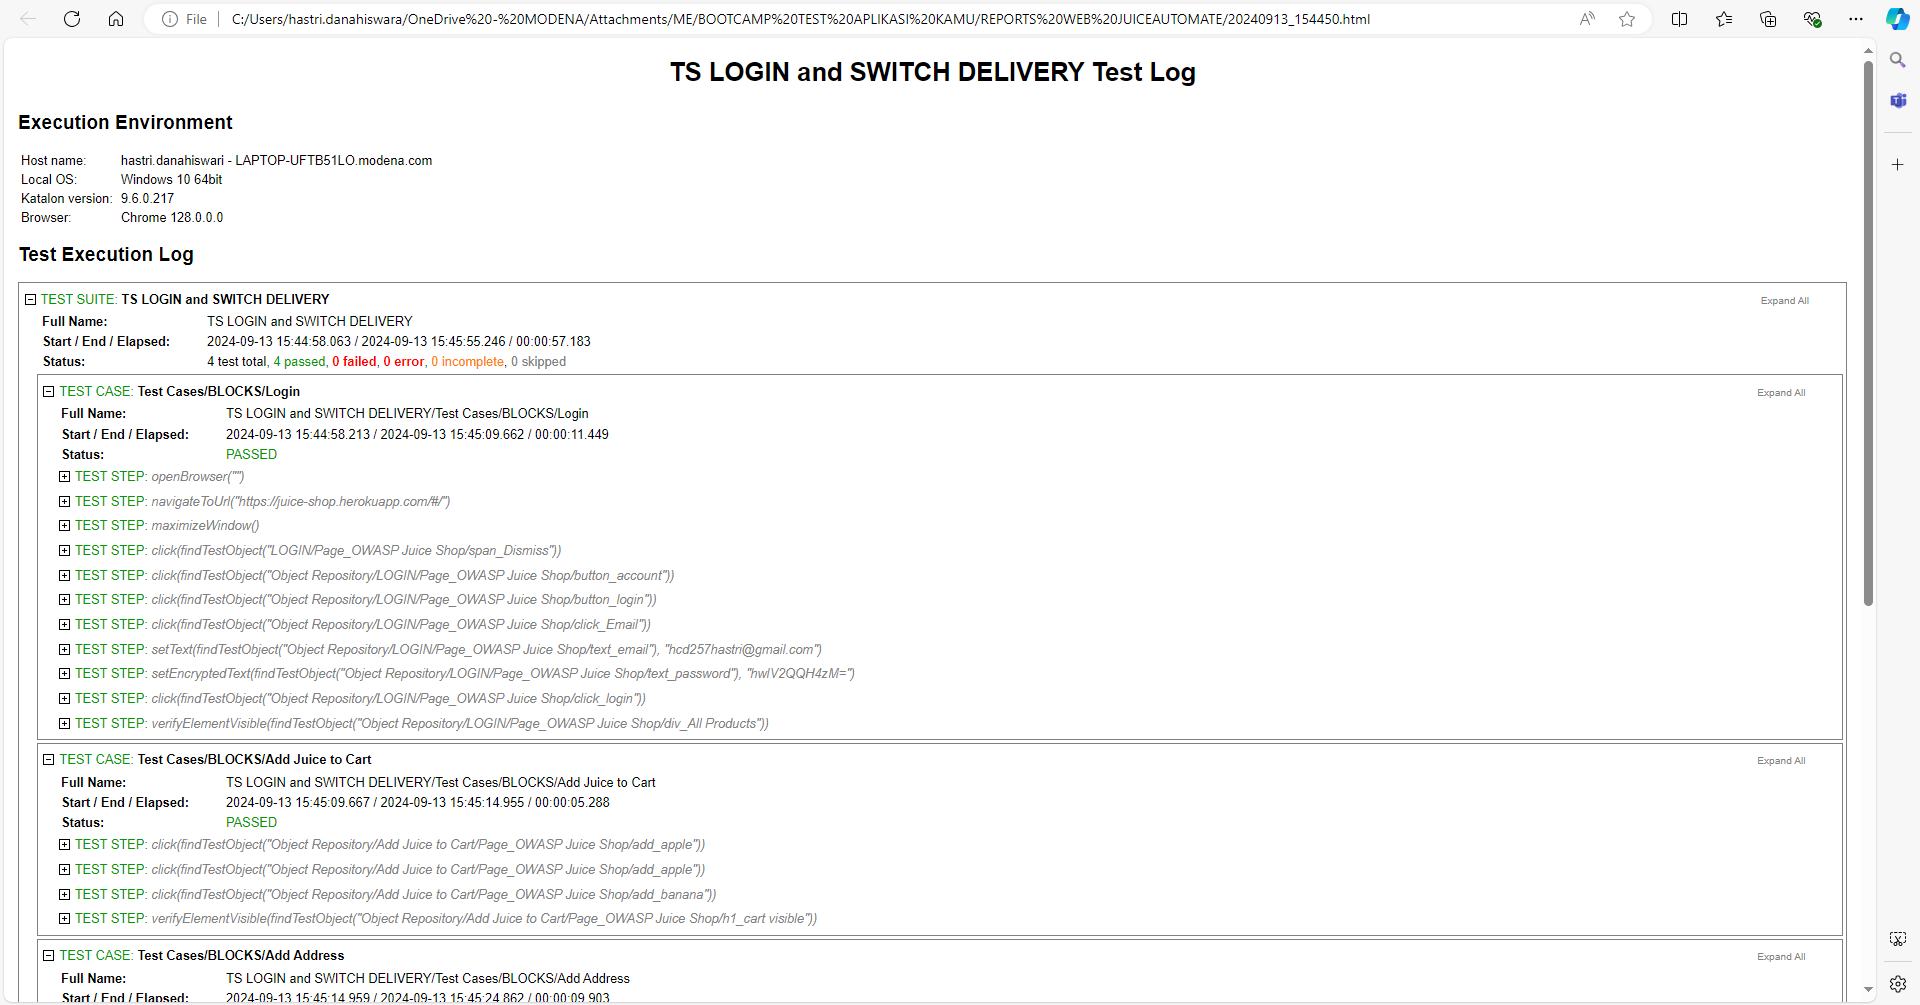 File
C:/Users/hastri.danahiswara/OneDrive%20-%20MODENA/Attachments/ME/BOOTCAMP%20TEST%20APLIKASI%20KAMU/REPORTS%20WEB%20JUICEAUTOMATE/20240913_154450.html
TS LOGIN and SWITCH DELIVERY Test Log
Execution Environment
Host name: hastri.danahiswari - LAPTOP-UFTB51LO.modena.com
Local OS: Windows 10 64bit
Katalon version: 9.6.0.217
Browser: Chrome 128.0.0.0
Test Execution Log
TEST SUITE: TS LOGIN and SWITCH DELIVERY Expand All
Full Name: TS LOGIN and SWITCH DELIVERY
Start / End / Elapsed: 2024-09-13 15:44:58.063 / 2024-09-13 15:45:55.246 / 00:00:57.183
Status: 4 test total, 4 passed, 0 failed, 0 error, 0 incomplete, 0 skipped
TEST CASE: Test Cases/BLOCKS/Login Expand All
Full Name: TS LOGIN and SWITCH DELIVERY/Test Cases/BLOCKS/Login
Start / End / Elapsed: 2024-09-13 15:44:58.213 / 2024-09-13 15:45:09.662 / 00:00:11.449
Status: PASSED
TEST STEP: openBrowser("")
TEST STEP: navigateToUrl("https://juice-shop.herokuapp.com/#/")
TEST STEP: maximizeWindow()
TEST STEP: click(findTestObject("LOGIN/Page_OWASP Juice Shop/span_Dismiss"))
TEST STEP: click(findTestObject("Object Repository/LOGIN/Page_OWASP Juice Shop/button_account"))
TEST STEP: click(findTestObject("Object Repository/LOGIN/Page_OWASP Juice Shop/button_login"))
TEST STEP: click(findTestObject("Object Repository/LOGIN/Page_OWASP Juice Shop/click_Email"))
TEST STEP: setText(findTestObject("Object Repository/LOGIN/Page_OWASP Juice Shop/text_email"), "hcd257hastri@gmail.com")
TEST STEP: setEncryptedText(findTestObject("Object Repository/LOGIN/Page_OWASP Juice Shop/text_password"), "hwlV2QQH4zM=")
TEST STEP: click(findTestObject("Object Repository/LOGIN/Page_OWASP Juice Shop/click_login"))
TEST STEP: verifyElementVisible(findTestObject("Object Repository/LOGIN/Page_OWASP Juice Shop/div_All Products"))
TEST CASE: Test Cases/BLOCKS/Add Juice to Cart Expand All
Full Name: TS LOGIN and SWITCH DELIVERY/Test Cases/BLOCKS/Add Juice to Cart
Start / End / Elapsed: 2024-09-13 15:45:09.667 / 2024-09-13 15:45:14.955 / 00:00:05.288
Status: PASSED
TEST STEP: click(findTestObject("Object Repository/Add Juice to Cart/Page_OWASP Juice Shop/add_apple"))
TEST STEP: click(findTestObject("Object Repository/Add Juice to Cart/Page_OWASP Juice Shop/add_apple"))
TEST STEP: click(findTestObject("Object Repository/Add Juice to Cart/Page_OWASP Juice Shop/add_banana"))
TEST STEP: verifyElementVisible(findTestObject("Object Repository/Add Juice to Cart/Page_OWASP Juice Shop/h1_cart visible"))
TEST CASE: Test Cases/BLOCKS/Add Address Expand All
Full Name: TS LOGIN and SWITCH DELIVERY/Test Cases/BLOCKS/Add Address
Start / End / Elapsed: 2024-09-13 15:45:14.959 / 2024-09-13 15:45:24.862 / 00:00:09.903